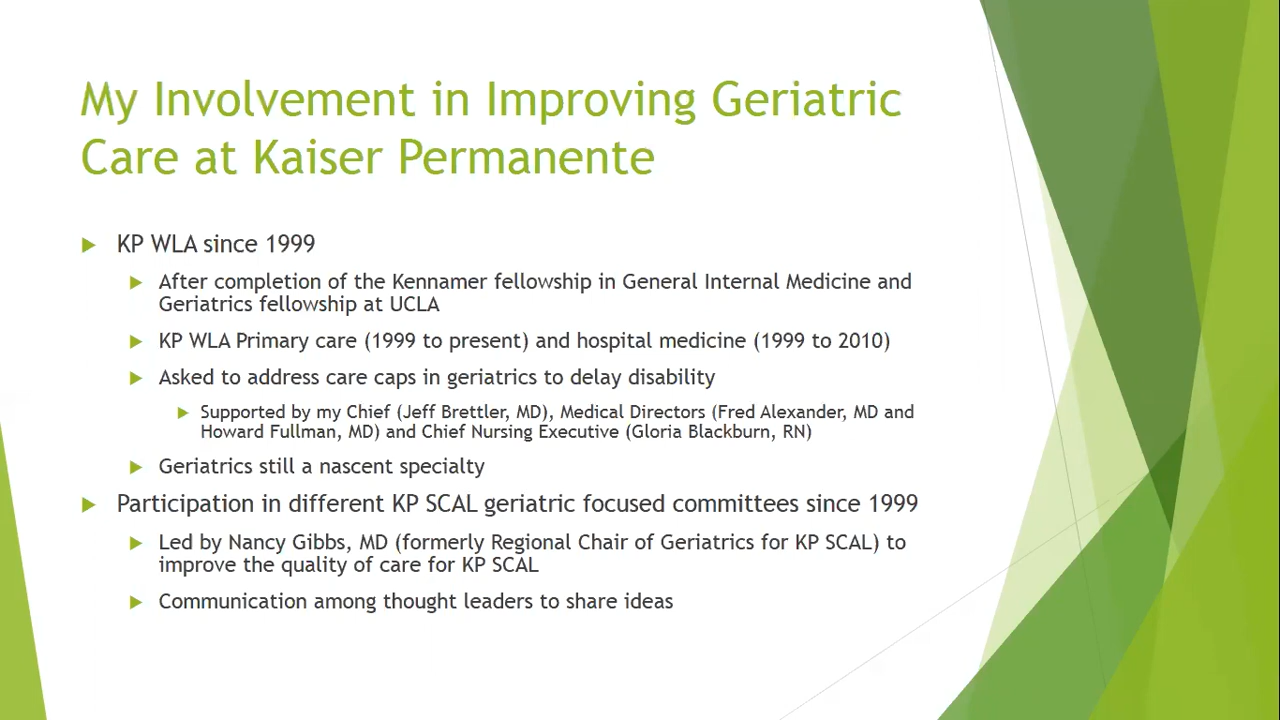 My Involvement in Improving Geriatric
Care at Kaiser Permanente
KP WLA since 1999
After completion of the Kennamer fellowship in General Internal Medicine and
Geriatrics fellowship at UCLA
KP WLA Primary care (1999 to present) and hospital medicine (1999 to 2010)
Asked to address care caps in geriatrics to delay disability
Supported by my Chief (Jeff Brettler, MD), Medical Directors (Fred Alexander, MD and
Howard Fullman, MD) and Chief Nursing Executive (Gloria Blackburn, RN)
Geriatrics still a nascent specialty
Participation in different KP SCAL geriatric focused committees since 1999
Led by Nancy Gibbs, MD (formerly Regional Chair of Geriatrics for KP SCAL) to
improve the quality of care for KP SCAL
Communication among thought leaders to share ideas